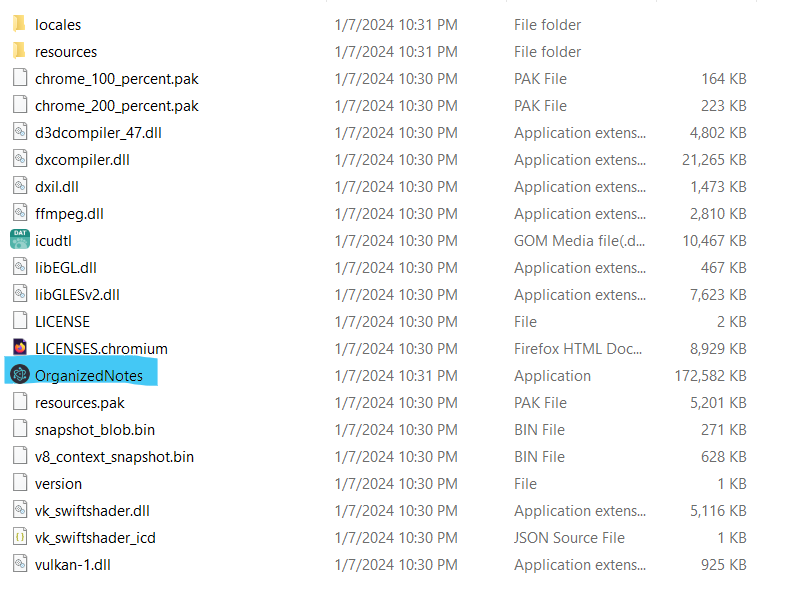 locales 1/7/2024 10:31 PM File folder
resources 1/7/2024 10:31 PM File folder
chrome_100_percent.pak 1/7/2024 10:30 PM PAK File 164 KB
chrome_200_percent.pak 1/7/2024 10:30 PM PAK File 223 KB
d3dcompiler_47.dll 1/7/2024 10:30 PM Application extens... 4,802 KB
dxcompiler.dll 1/7/2024 10:30 PM Application extens... 21,265 KB
dxil.dll 1/7/2024 10:30 PM Application extens... 1,473 KB
ffmpeg.dll 1/7/2024 10:30 PM Application extens... 2,810 KB
DAT icudtl 1/7/2024 10:30 PM GOM Media file(.d... 10,467 KB
libEGL.dll 1/7/2024 10:30 PM Application extens... 467 KB
libGLESv2.dll 1/7/2024 10:30 PM Application extens... 7,623 KB
LICENSE 1/7/2024 10:30 PM File 2 KB
LICENSES.chromium 1/7/2024 10:30 PM Firefox HTML Doc... 8,929 KB
OrganizedNotes 1/7/2024 10:31 PM Application 172,582 KB
resources.pak 1/7/2024 10:30 PM PAK File 5,201 KB
snapshot_blob.bin 1/7/2024 10:30 PM BIN File 271 KB
v8_context_snapshot.bin 1/7/2024 10:30 PM BIN File 628 KB
version 1/7/2024 10:30 PM File 1 KB
vk_swiftshader.dll 1/7/2024 10:30 PM Application extens... 5,116 KB
vk_swiftshader_icd 1/7/2024 10:30 PM JSON Source File 1 KB
vulkan-1.dll 1/7/2024 10:30 PM Application extens... 925 KB